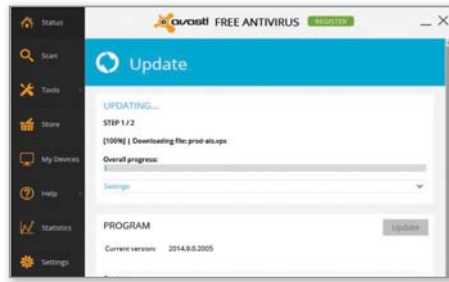 Status
avast! FREE ANTIVIRUS REGISTER
Scan
Update
Tools
UPDATING...
STEP 1 / 2
Store
[100%] | Downloading file: prod-ais.vpx
My Devices
Overall progress:
Settings
Help
PROGRAM
Update
Statistics
Current version: 2014.9.0.2005
Settings